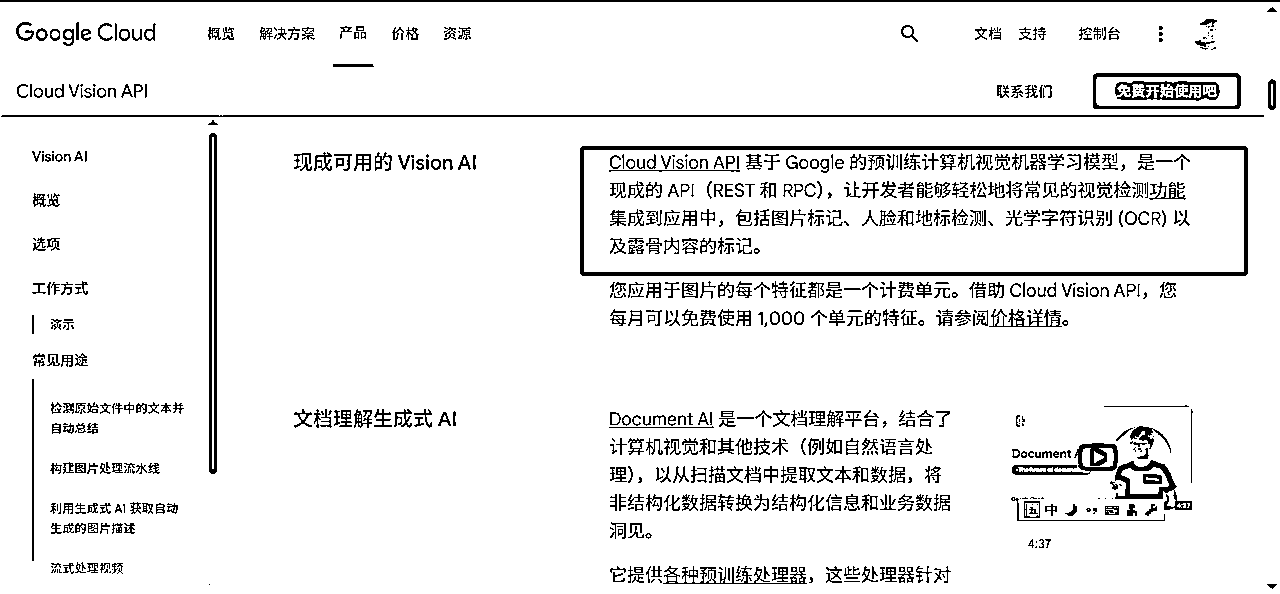 Google Cloud 概览 解决方案 产品 价格 资源 文档 支持 控制台
Cloud Vision API 联系我们 免费开始使用吧
Vision AI
概览
选项
工作方式
演示
常见用途
检测原始文件中的文本并
自动总结
构建图片处理流水线
利用生成式 AI 获取自动
生成的图片描述
流式处理视频
现成可用的 Vision AI
Cloud Vision API 基于 Google 的预训练计算机视觉机器学习模型，是一个
现成的 API（REST 和 RPC），让开发者能够轻松地将常见的视觉检测功能
集成到应用中，包括图片标记、人脸和地标检测、光学字符识别 (OCR) 以
及露骨内容的标记。
您应用于图片的每个特征都是一个计费单元。借助 Cloud Vision API，您
每月可以免费使用 1,000 个单元的特征。请参阅价格详情。
文档理解生成式 AI
Document AI 是一个文档理解平台，结合了
计算机视觉和其他技术（例如自然语言处
理），以从扫描文档中提取文本和数据，将
非结构化数据转换为结构化信息和业务数据
洞见。
它提供各种预训练处理器，这些处理器针对
Document A
五 中
4:37
4:37